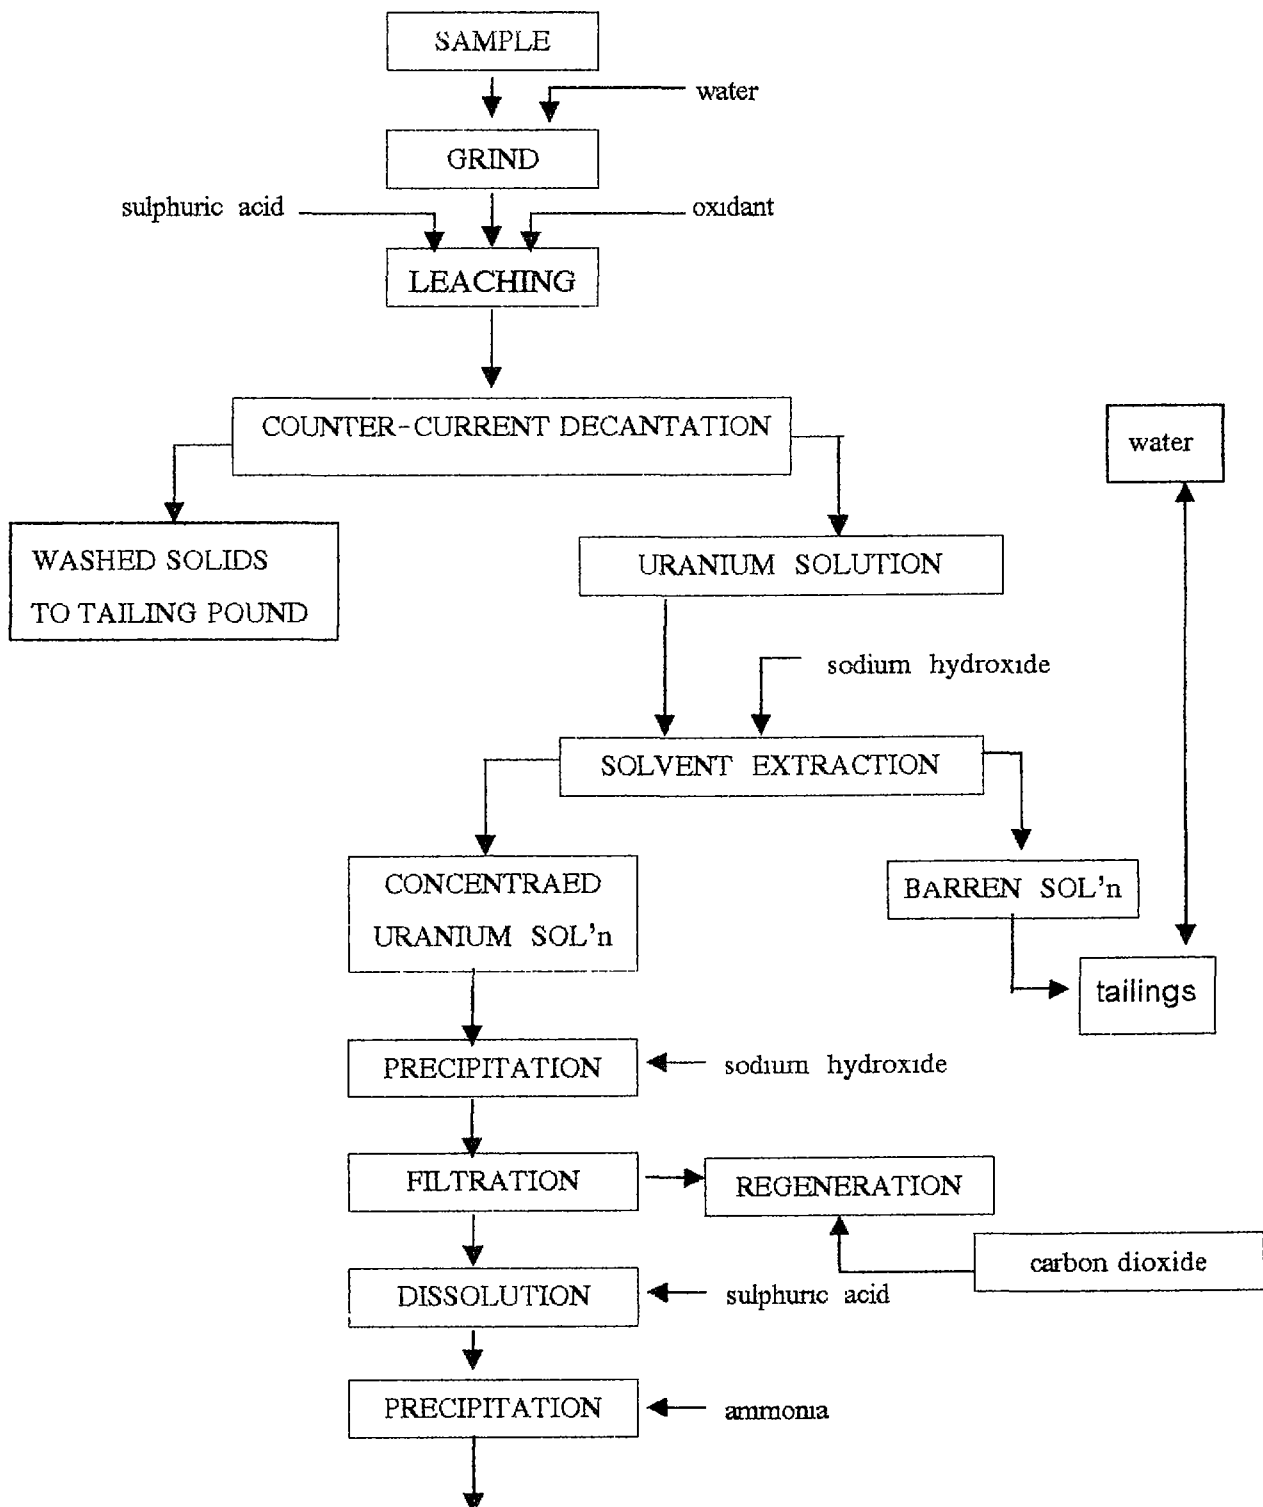 SAMPLE
water
GRIND
sulphuric acid
oxidant
LEACHING
COUNTER-CURRENT DECANTATION
water
WASHED SOLIDS
TO TAILING POUND
URANIUM SOLUTION
sodium hydroxide
SOLVENT EXTRACTION
CONCENTRAED
URANIUM SOL'n
BARREN SOL'n
tailings
PRECIPITATION
sodium hydroxide
FILTRATION
REGENERATION
carbon dioxide
DISSOLUTION
sulphuric acid
PRECIPITATION
ammonia